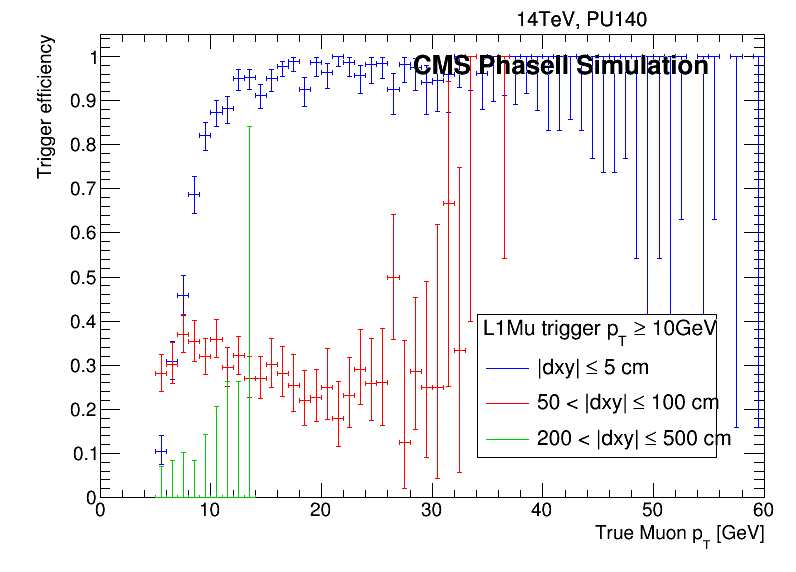 14TeV, PU140
CMS PhaseII Simulation
Trigger efficiency
1
0.9
0.8
0.7
0.6
0.5
0.4
0.3
0.2
0.1
0
L1Mu trigger p_T ≥ 10GeV
|dxy| ≤ 5 cm
50 < |dxy| ≤ 100 cm
200 < |dxy| ≤ 500 cm
0 10 20 30 40 50 60
True Muon p_T [GeV]